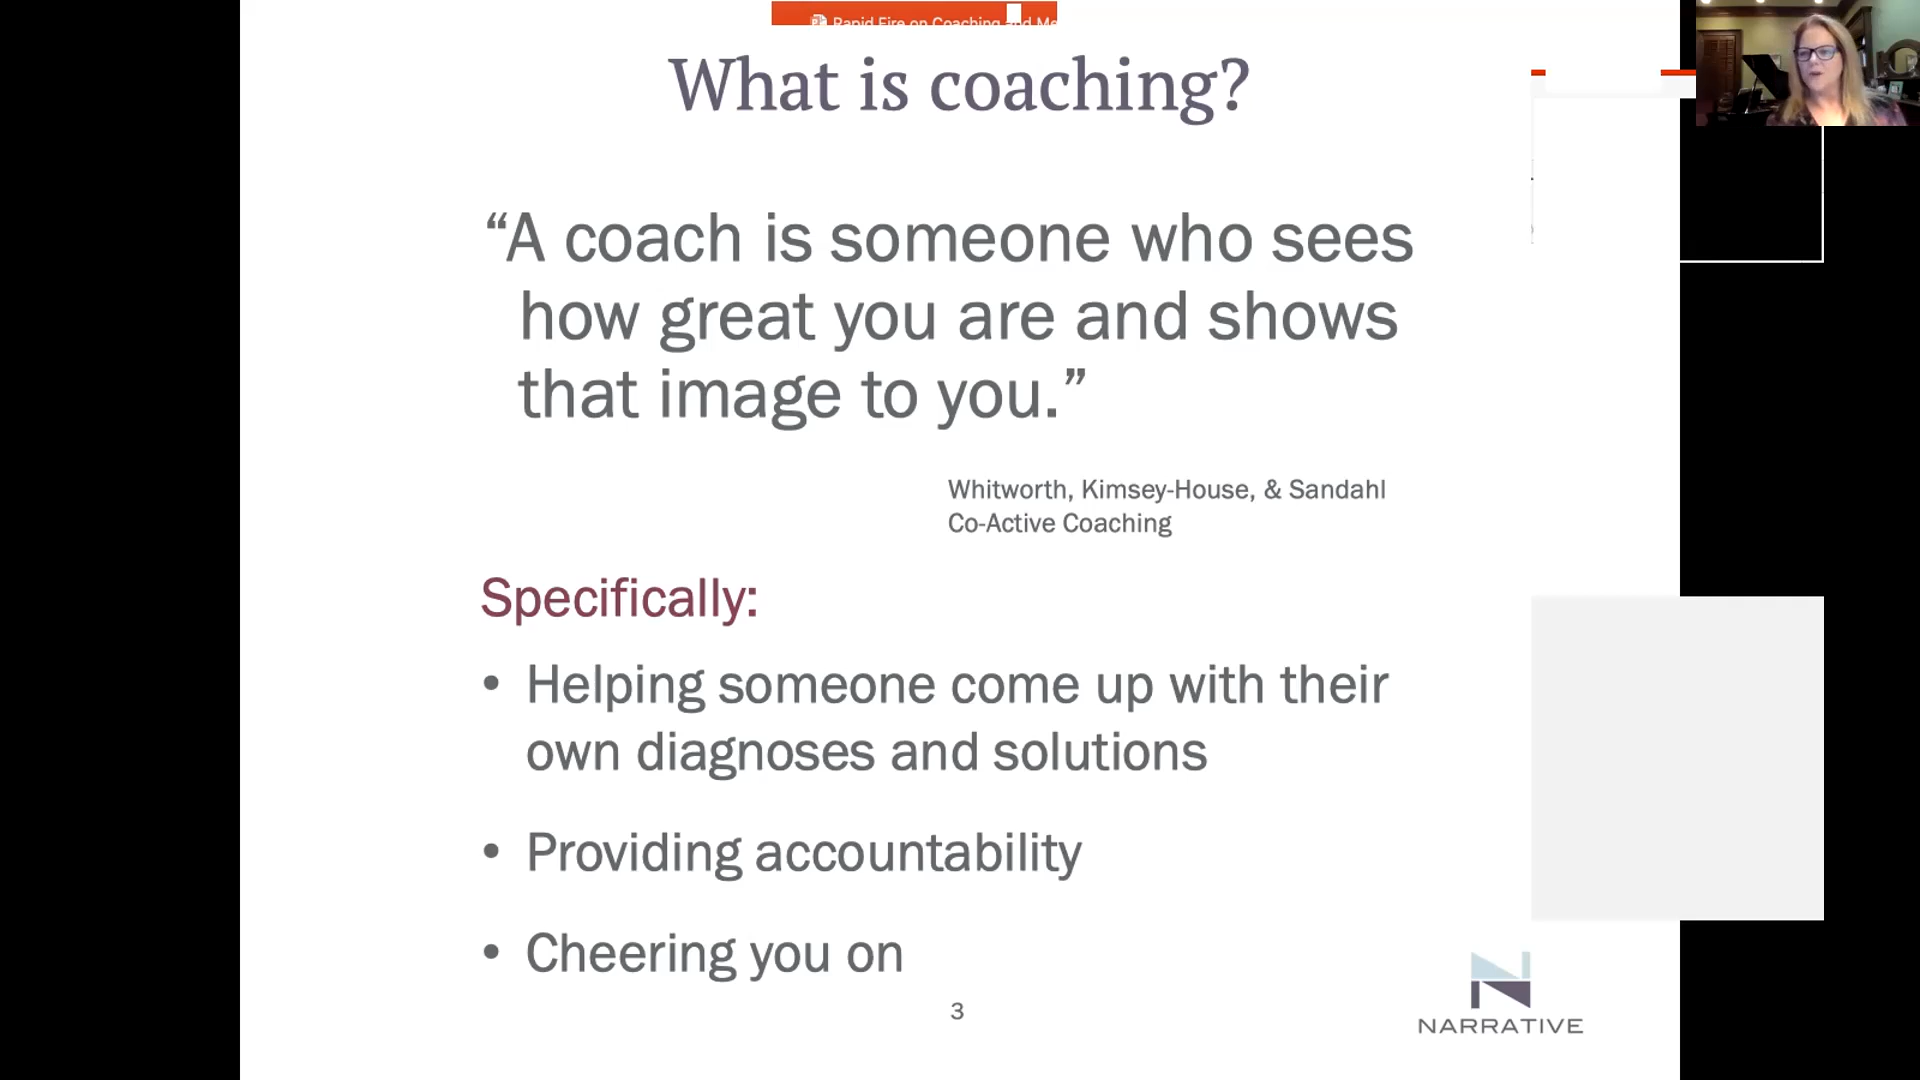 Rapid Fire on Coaching and Me
What is coaching?
“A coach is someone who sees
how great you are and shows
that image to you.”
Whitworth, Kimsey-House, & Sandahl
Co-Active Coaching
Specifically:
• Helping someone come up with their
own diagnoses and solutions
• Providing accountability
• Cheering you on
3
NARRATIVE